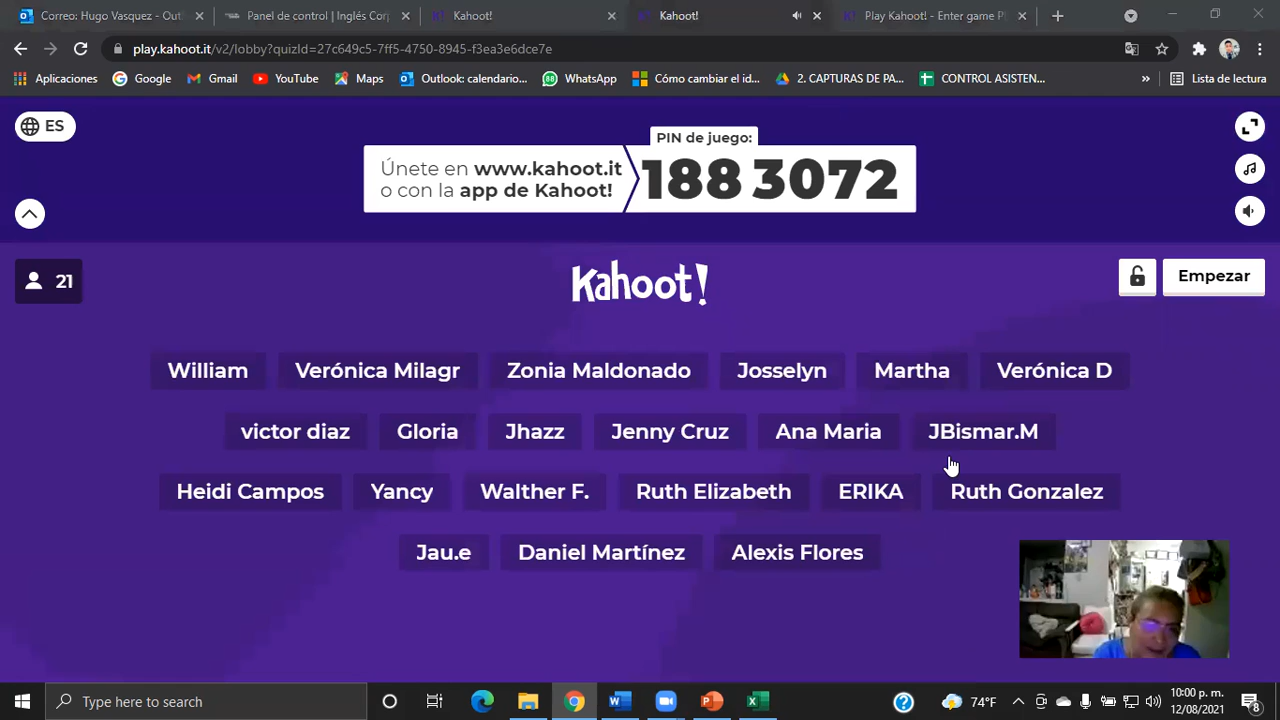 Correo: Hugo Vasquez - Outl
Panel de control | Inglés Corp
Kahoot!
Kahoot!
Play Kahoot! - Enter game P
play.kahoot.it/v2/lobby?quizId=27c649c5-7ff5-4750-8945-f3ea3e6dce7e
Aplicaciones
Google
Gmail
YouTube
Maps
Outlook: calendario...
88
WhatsApp
Cómo cambiar el id...
2. CAPTURAS DE PA...
CONTROL ASISTEN...
»
Lista de lectura
ES
PIN de juego:
Únete en www.kahoot.it
o con la app de Kahoot!
188 3072
21
Kahoot!
Empezar
William Verónica Milagr Zonia Maldonado Josselyn Martha Verónica D
victor diaz Gloria Jhazz Jenny Cruz Ana Maria JBismar.M
Heidi Campos Yancy Walther F. Ruth Elizabeth ERIKA Ruth Gonzalez
Jau.e Daniel Martínez Alexis Flores
Type here to search
74°F
10:00 p. m.
12/08/2021
8